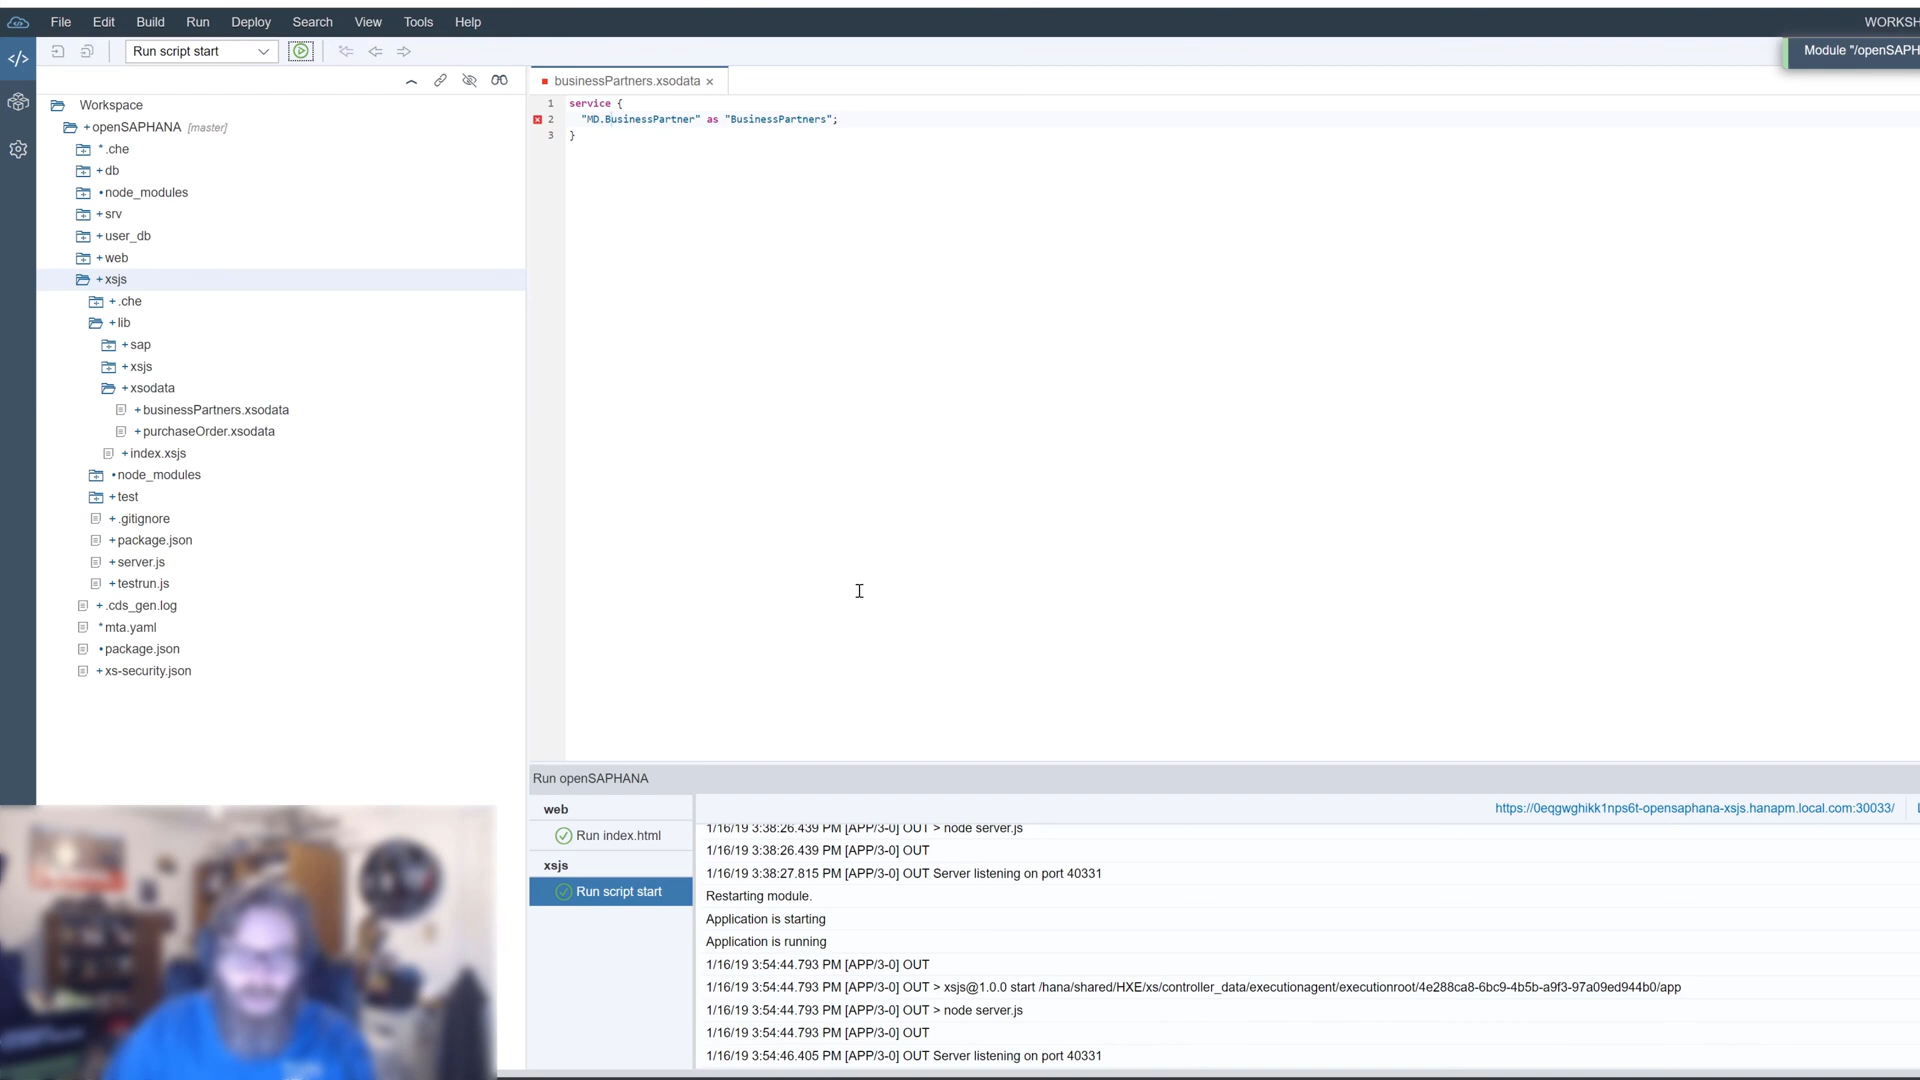 File Edit Build Run Deploy Search View Tools Help WORKSH
Run script start
Module "/openSAPH
businessPartners.xsodata ×
Workspace
+ openSAPHANA [master]
* .che
+ db
• node_modules
+ srv
+ user_db
+ web
+ xsjs
+ .che
+ lib
+ sap
+ xsjs
+ xsodata
+ businessPartners.xsodata
+ purchaseOrder.xsodata
+ index.xsjs
• node_modules
+ test
+ .gitignore
+ package.json
+ server.js
+ testrun.js
+ .cds_gen.log
* mta.yaml
• package.json
+ xs-security.json
1 service {
2 "MD.BusinessPartner" as "BusinessPartners";
3 }
Run openSAPHANA
web
Run index.html
xsjs
Run script start
https://0eqgwghikk1nps6t-opensaphana-xsjs.hanapm.local.com:30033/
1/16/19 3:38:26.439 PM [APP/3-0] OUT > node server.js
1/16/19 3:38:26.439 PM [APP/3-0] OUT
1/16/19 3:38:27.815 PM [APP/3-0] OUT Server listening on port 40331
Restarting module.
Application is starting
Application is running
1/16/19 3:54:44.793 PM [APP/3-0] OUT
1/16/19 3:54:44.793 PM [APP/3-0] OUT > xsjs@1.0.0 start /hana/shared/HXE/xs/controller_data/executionagent/executionroot/4e288ca8-6bc9-4b5b-a9f3-97a09ed944b0/app
1/16/19 3:54:44.793 PM [APP/3-0] OUT > node server.js
1/16/19 3:54:44.793 PM [APP/3-0] OUT
1/16/19 3:54:46.405 PM [APP/3-0] OUT Server listening on port 40331